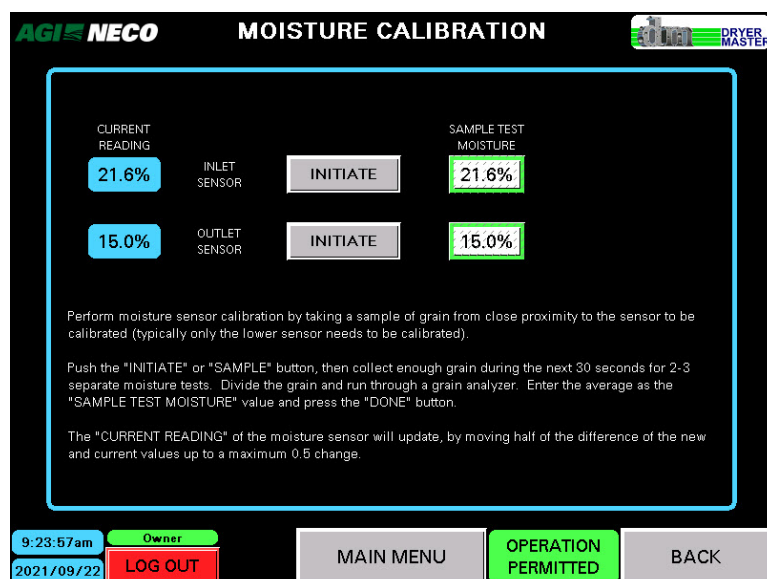 AGI NECO
MOISTURE CALIBRATION
DRYER
MASTER
CURRENT
READING
SAMPLE TEST
MOISTURE
21.6%
INLET
SENSOR
INITIATE
21.6%
15.0%
OUTLET
SENSOR
INITIATE
15.0%
Perform moisture sensor calibration by taking a sample of grain from close proximity to the sensor to be
calibrated (typically only the lower sensor needs to be calibrated).
Push the "INITIATE" or "SAMPLE" button, then collect enough grain during the next 30 seconds for 2-3
separate moisture tests. Divide the grain and run through a grain analyzer. Enter the average as the
"SAMPLE TEST MOISTURE" value and press the "DONE" button.
The "CURRENT READING" of the moisture sensor will update, by moving half of the difference of the new
and current values up to a maximum 0.5 change.
9:23:57am
Owner
2021/09/22
LOG OUT
MAIN MENU
OPERATION
PERMITTED
BACK